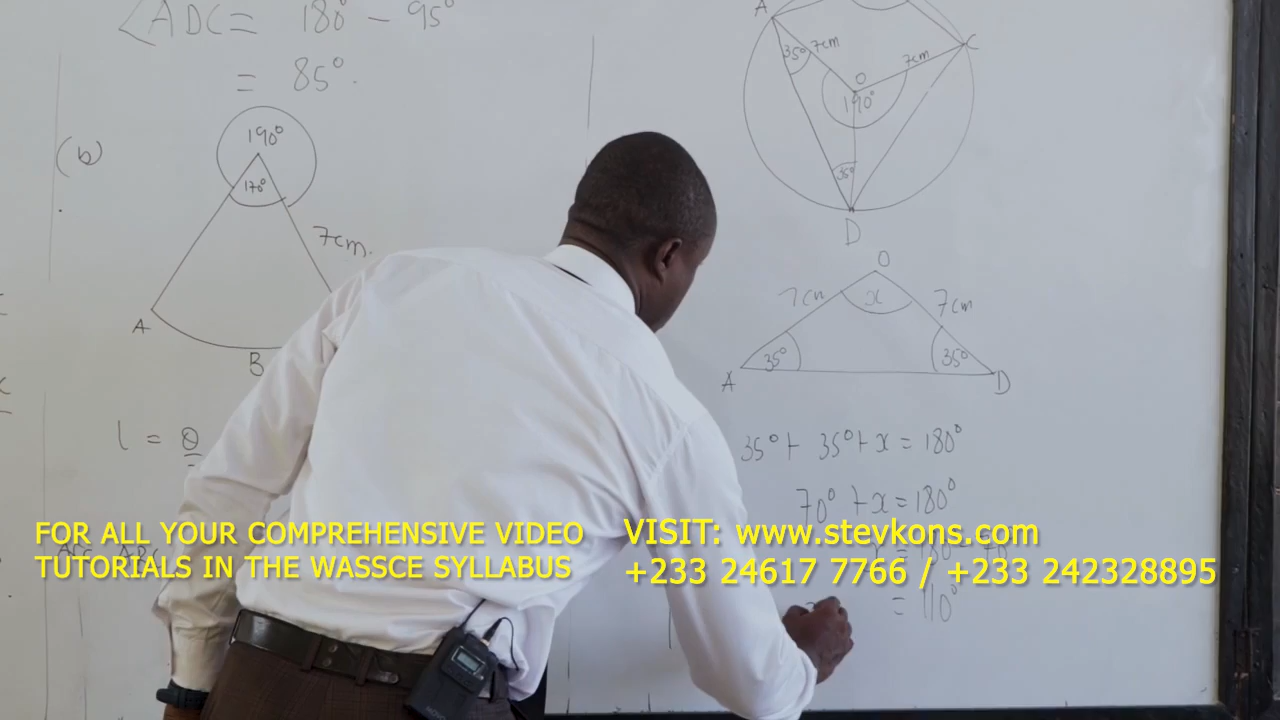 ∠ADC = 180° - 95°
= 85°.
(b)
190°
170°
7cm.
A
B
l = θ
A
C
35°
7cm
7cm
O
190°
35°
D
O
7cm
x
7cm
35°
35°
A
D
35° + 35° + x = 180°
70° + x = 180°
x = 180° - 70°
= 110°
FOR ALL YOUR COMPREHENSIVE VIDEO
TUTORIALS IN THE WASSCE SYLLABUS
VISIT: www.stevkons.com
+233 24617 7766 / +233 242328895